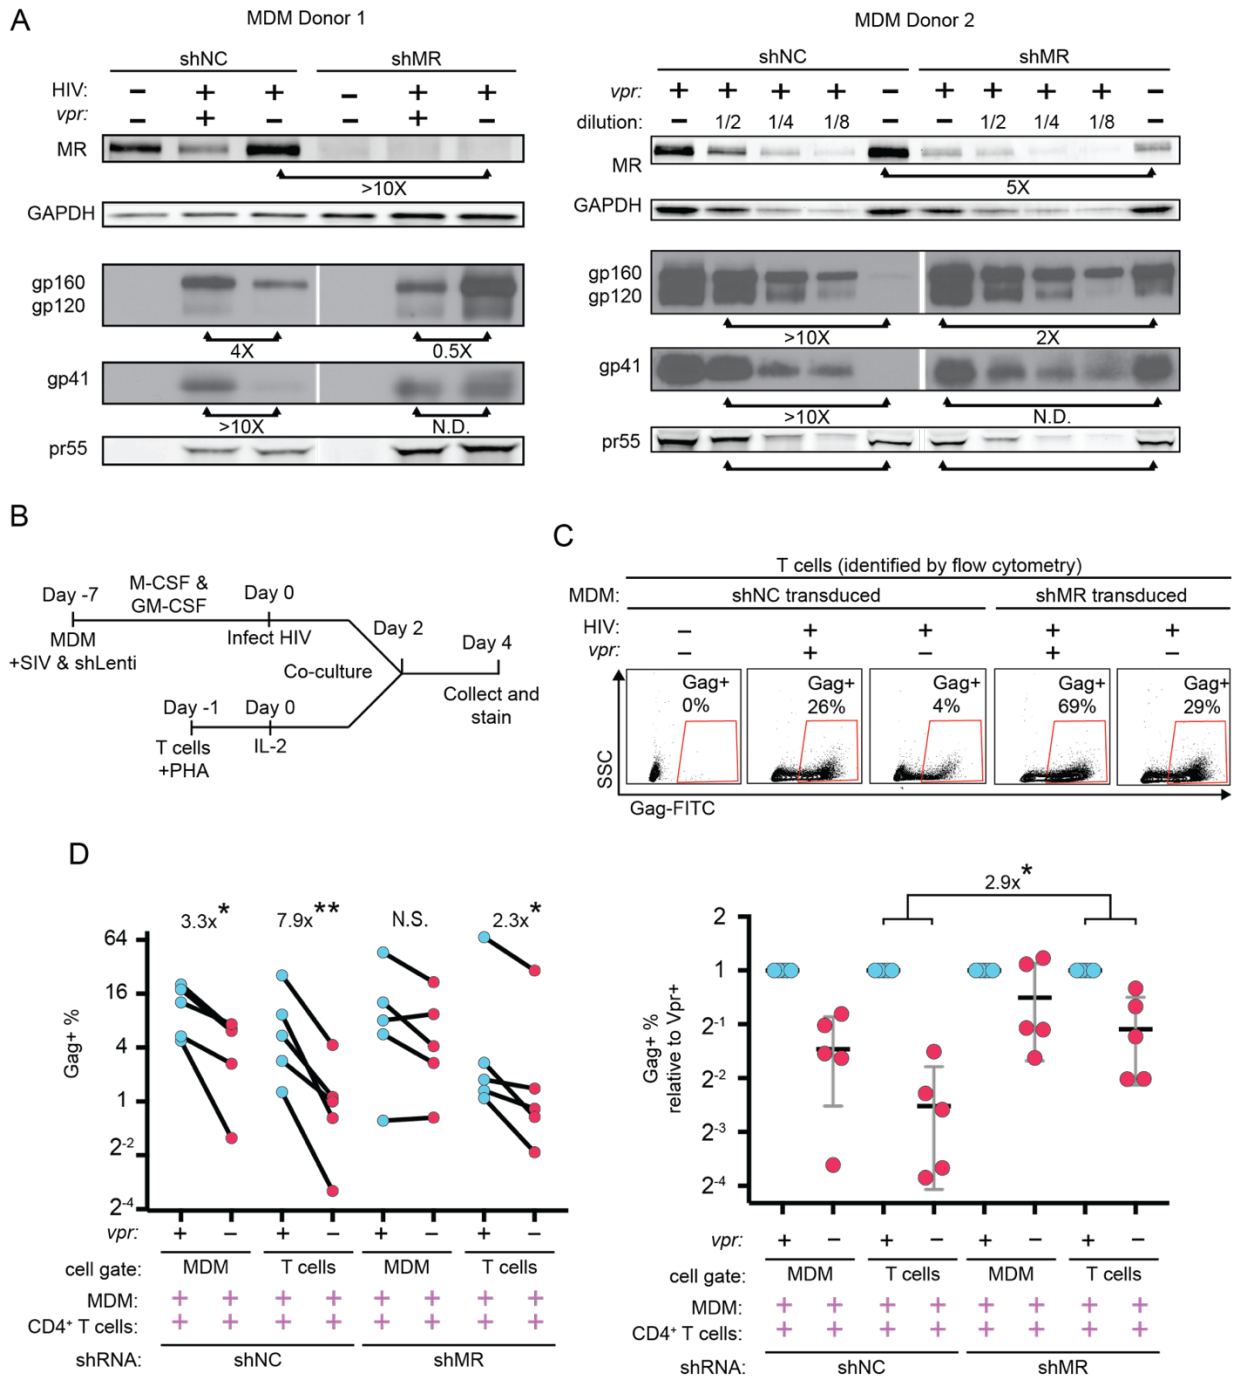 A
MDM Donor 1
shNC shMR
HIV: − + + − + +
vpr: − + − − + −
MR
>10X
GAPDH
gp160
gp120
4X 0.5X
gp41
>10X N.D.
pr55
MDM Donor 2
shNC shMR
vpr: + + + + − + + + + −
dilution: − 1/2 1/4 1/8 − − 1/2 1/4 1/8 −
MR
5X
GAPDH
gp160
gp120
>10X 2X
gp41
>10X N.D.
pr55
B
Day -7
M-CSF &
GM-CSF
Day 0
MDM
+SIV & shLenti
Infect HIV
Day 2
Co-culture
Day 4
Collect and
stain
Day -1
Day 0
T cells
+PHA
IL-2
C
T cells (identified by flow cytometry)
MDM: shNC transduced shMR transduced
HIV: − + + + +
vpr: − + − + −
Gag+ Gag+ Gag+ Gag+ Gag+
0% 26% 4% 69% 29%
SSC
Gag-FITC
D
3.3x* 7.9x** N.S. 2.3x*
Gag+ %
64
16
4
1
2-2
2-4
vpr: + − + − + − + −
cell gate: MDM T cells MDM T cells
MDM: + + + + + + + +
CD4+ T cells: + + + + + + + +
shRNA: shNC shMR
2.9x*
Gag+ %
relative to Vpr+
2
1
2-1
2-2
2-3
2-4
vpr: + − + − + − + −
cell gate: MDM T cells MDM T cells
MDM: + + + + + + + +
CD4+ T cells: + + + + + + + +
shRNA: shNC shMR